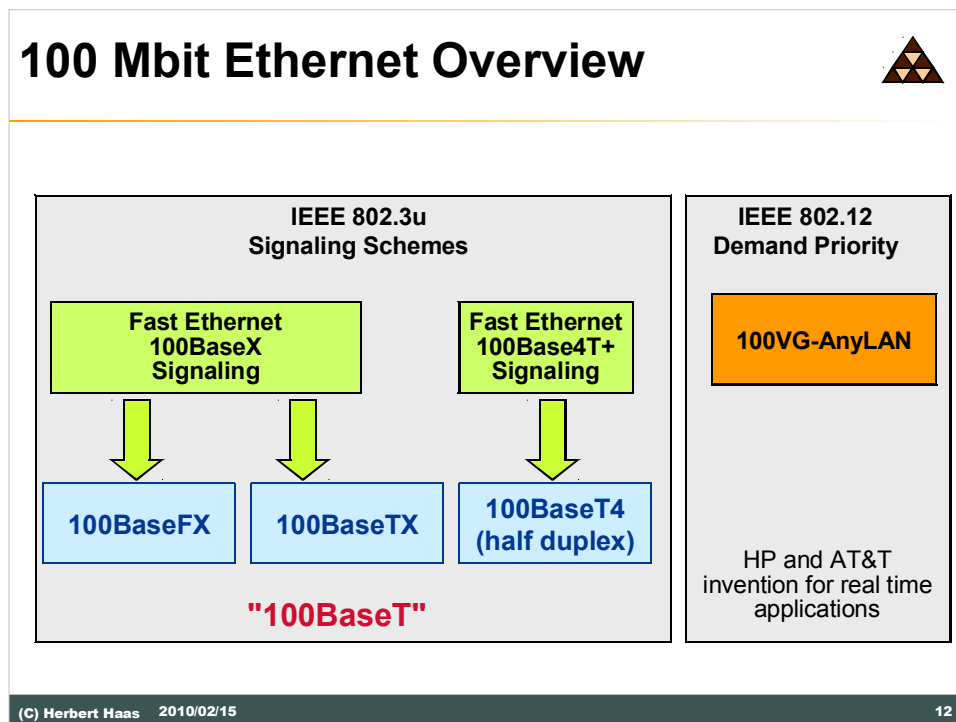 100 Mbit Ethernet Overview
IEEE 802.3u
Signaling Schemes
Fast Ethernet
100BaseX
Signaling
Fast Ethernet
100Base4T+
Signaling
100BaseFX
100BaseTX
100BaseT4
(half duplex)
"100BaseT"
IEEE 802.12
Demand Priority
100VG-AnyLAN
HP and AT&T
invention for real time
applications
(C) Herbert Haas 2010/02/15
12